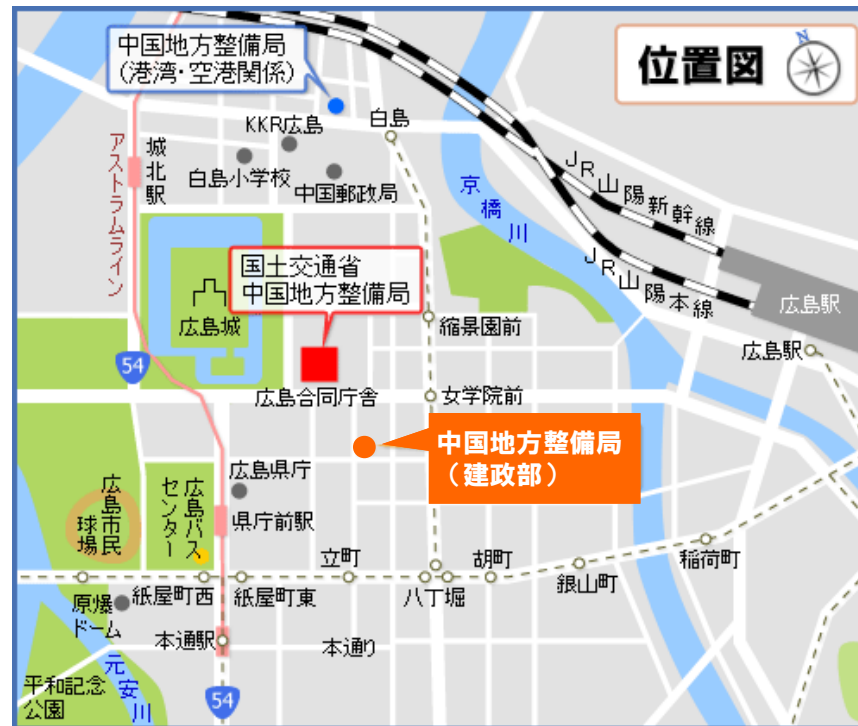 中国地方整備局
(港湾・空港関係)
位置図
N
KKR広島
白島
城北駅
アストラムライン
白島小学校
中国郵政局
京橋川
JR山陽新幹線
JR山陽本線
国土交通省
中国地方整備局
広島城
縮景園前
広島駅
広島駅
54
広島合同庁舎
女学院前
中国地方整備局
(建政部)
広島県庁
広島市民
球場
広島バス
センター
県庁前駅
立町
胡町
稲荷町
銀山町
紙屋町西
紙屋町東
八丁堀
原爆
ドーム
本通駅
本通り
元安川
平和記念
公園
54